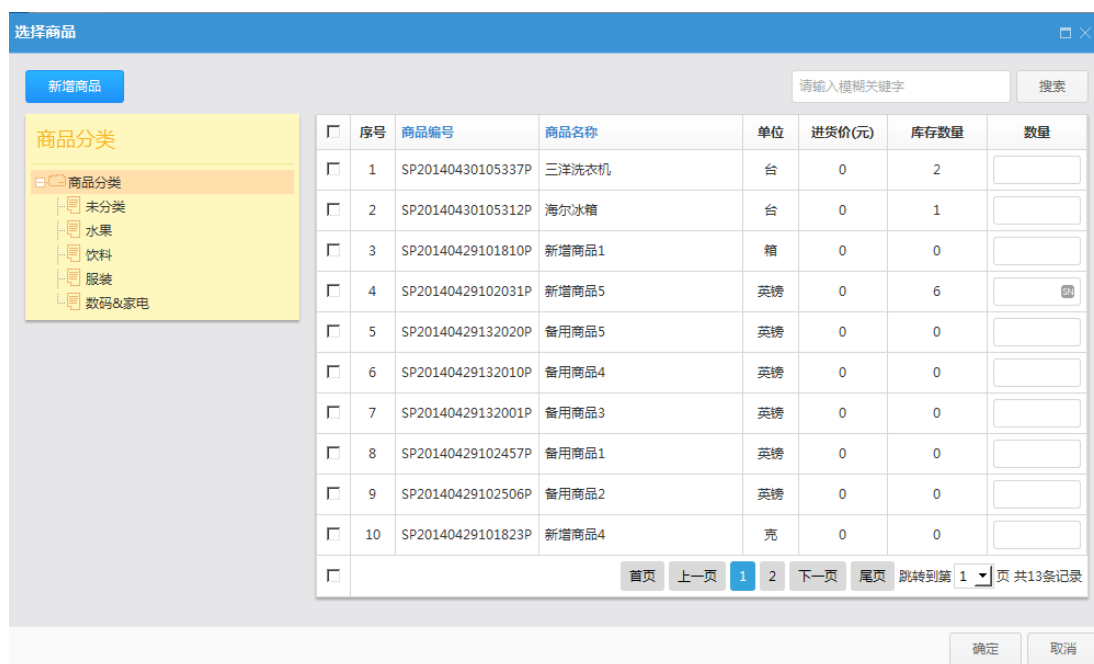 选择商品
新增商品 请输入模糊关键字 搜索
商品分类
商品分类
未分类
水果
饮料
服装
数码&家电
序号 商品编号 商品名称 单位 进货价(元) 库存数量 数量
1 SP20140430105337P 三洋洗衣机 台 0 2
2 SP20140430105312P 海尔冰箱 台 0 1
3 SP20140429101810P 新增商品1 箱 0 0
4 SP20140429102031P 新增商品5 英镑 0 6 SN
5 SP20140429132020P 备用商品5 英镑 0 0
6 SP20140429132010P 备用商品4 英镑 0 0
7 SP20140429132001P 备用商品3 英镑 0 0
8 SP20140429102457P 备用商品1 英镑 0 0
9 SP20140429102506P 备用商品2 英镑 0 0
10 SP20140429101823P 新增商品4 克 0 0
首页 上一页 1 2 下一页 尾页 跳转到第 1 页 共13条记录
确定 取消